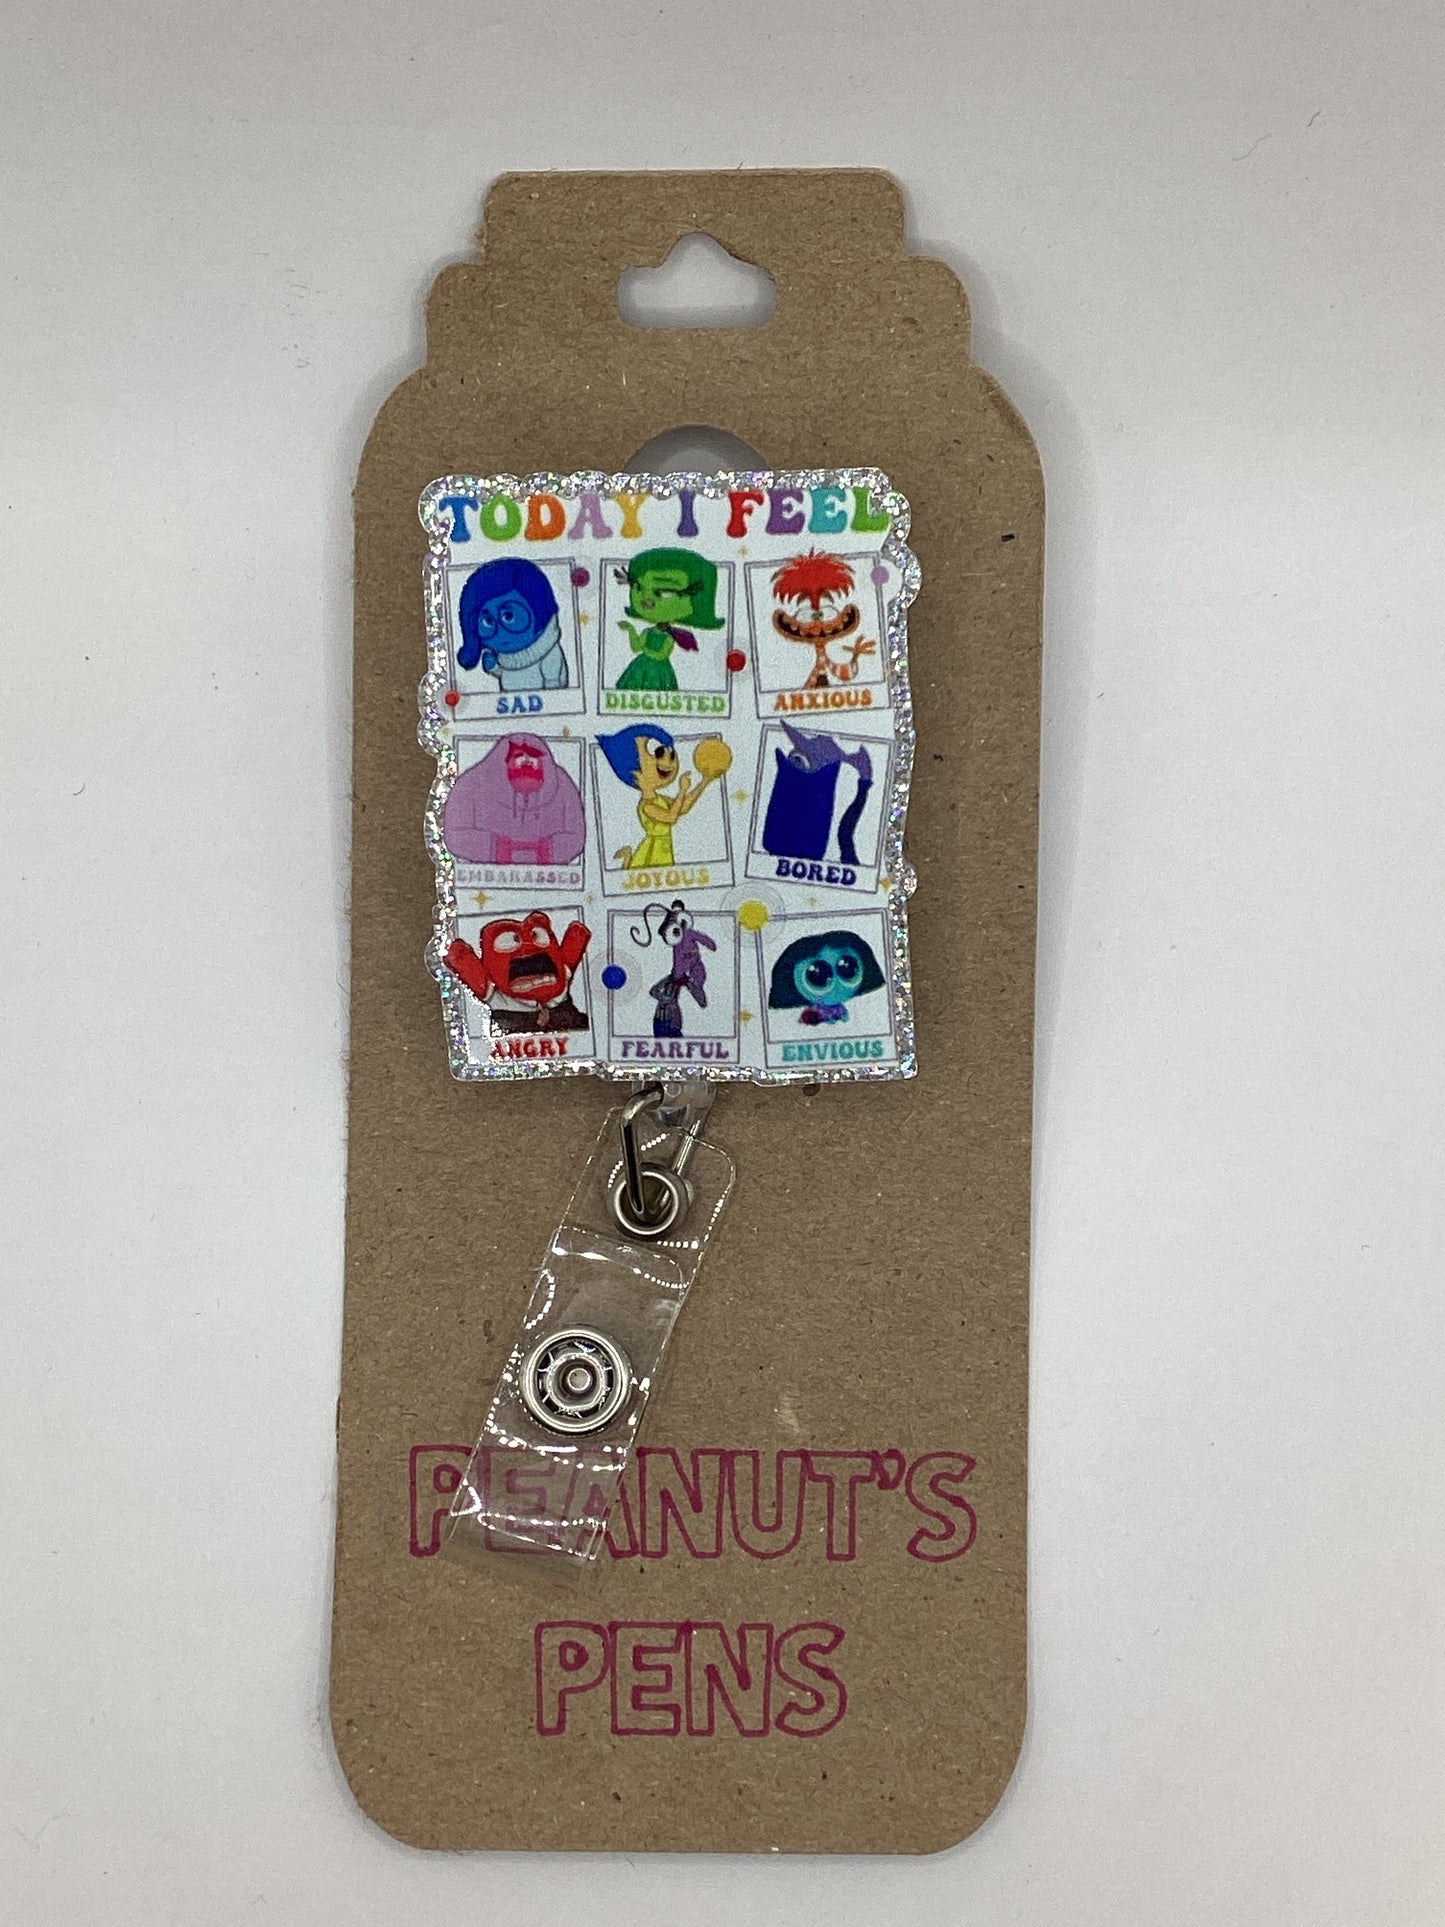 TODAY I FEEL
SAD DISGUSTED ANXIOUS
EMBARASSED JOYOUS BORED
ANGRY FEARFUL ENVIOUS
PEANUT'S
PENS